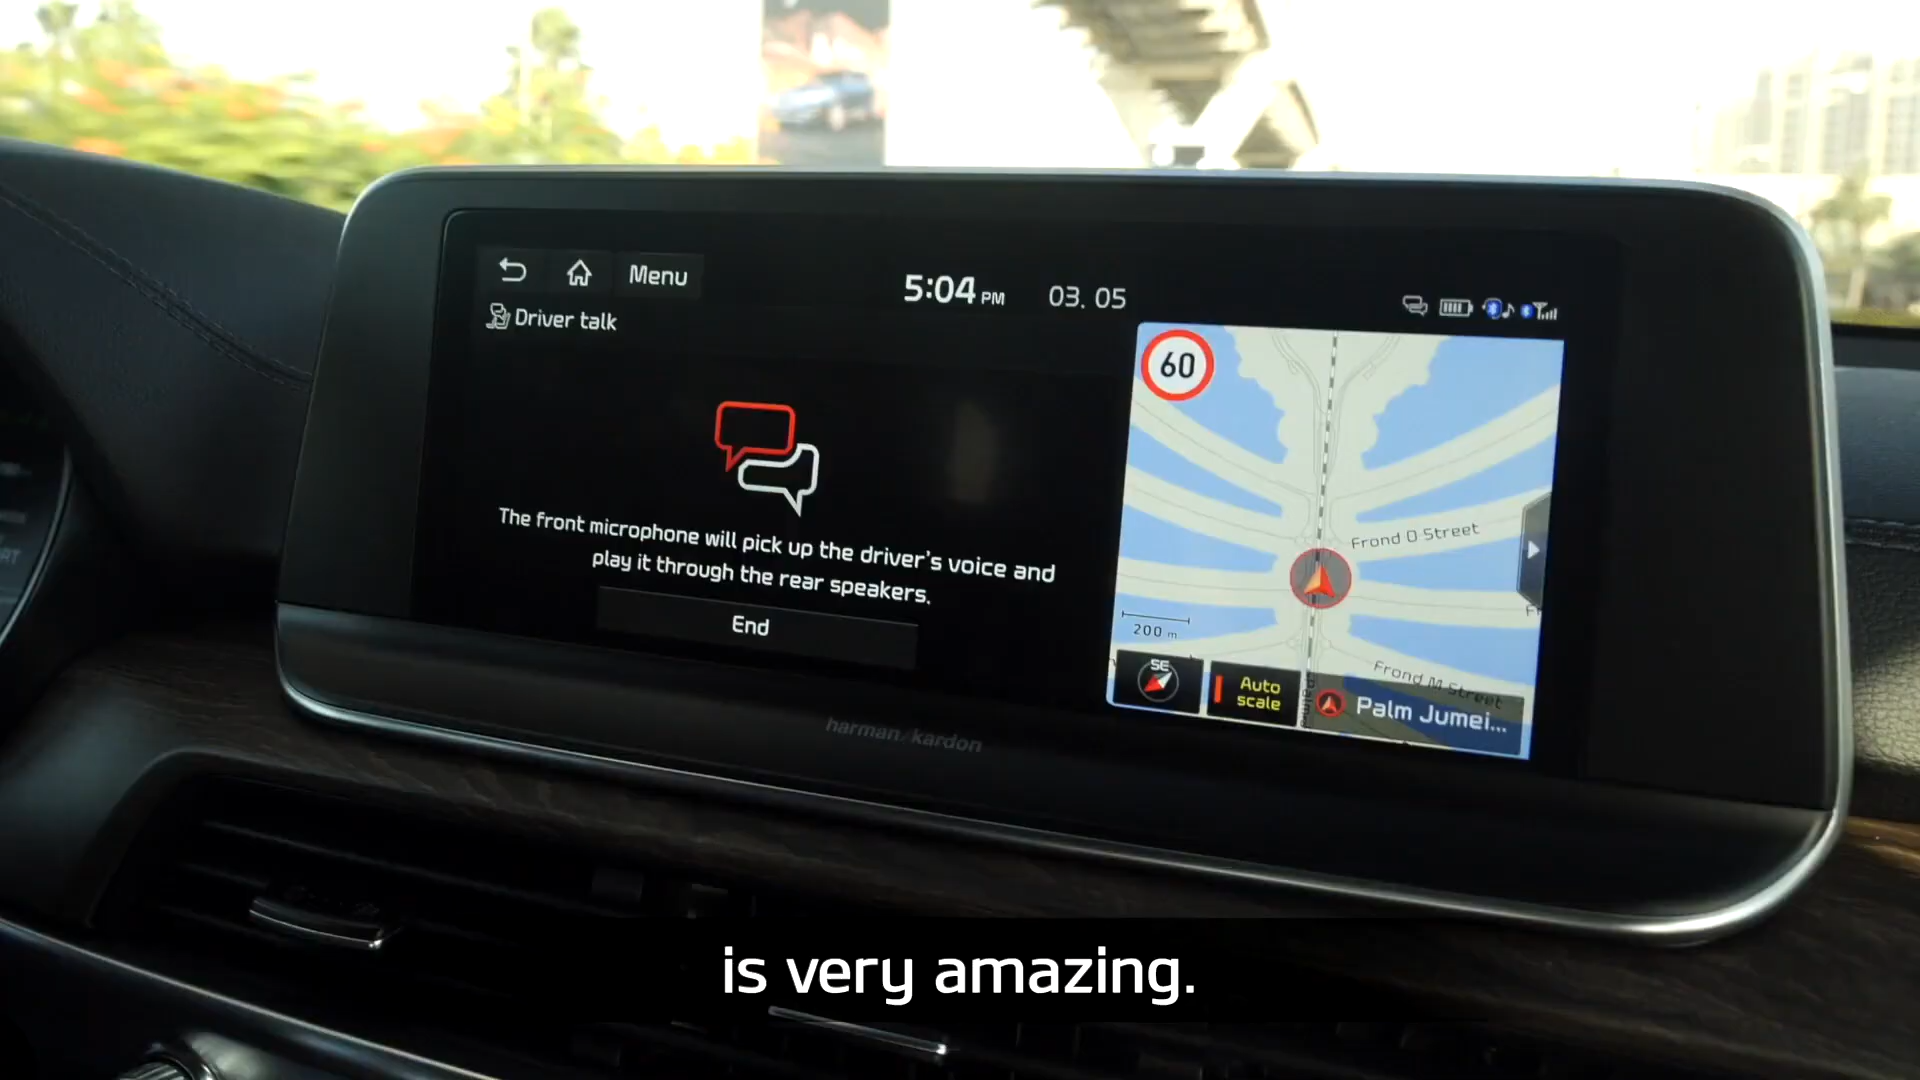 Menu
5:04 PM
03. 05
Driver talk
60
The front microphone will pick up the driver's voice and
play it through the rear speakers.
End
Frond O Street
200 m
Frond M Street
SE
Auto
scale
Palm Jumei...
harman/kardon
is very amazing.